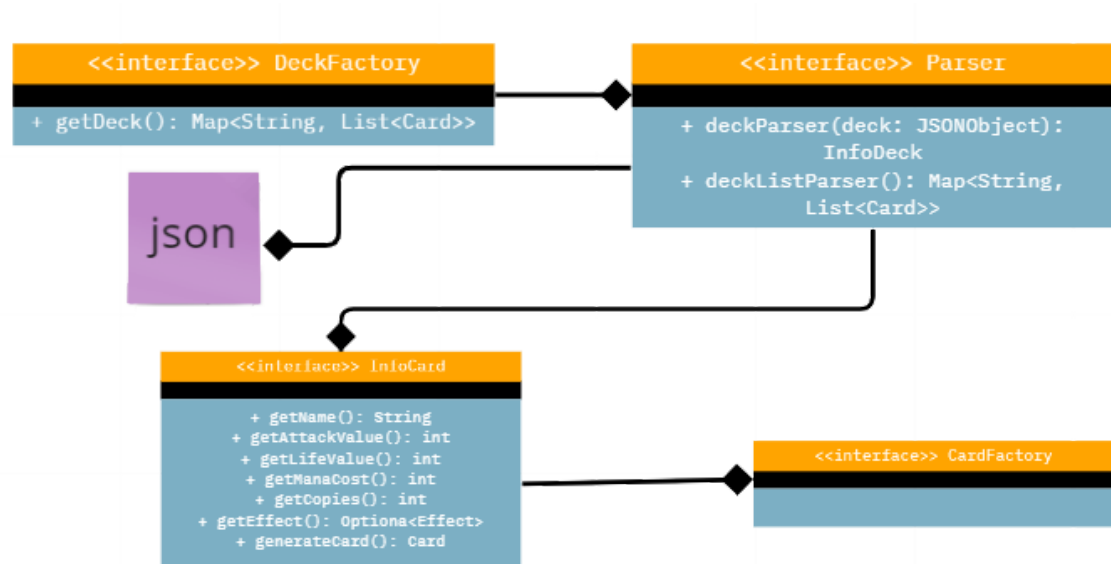 <<interface>> DeckFactory
+ getDeck(): Map<String, List<Card>>
<<interface>> Parser
+ deckParser(deck: JSONObject):
InfoDeck
+ deckListParser(): Map<String,
List<Card>>
json
<<interface>> InfoCard
+ getName(): String
+ getAttackValue(): int
+ getLifeValue(): int
+ getManaCost(): int
+ getCopies(): int
+ getEffect(): Optiona<Effect>
+ generateCard(): Card
<<interface>> CardFactory